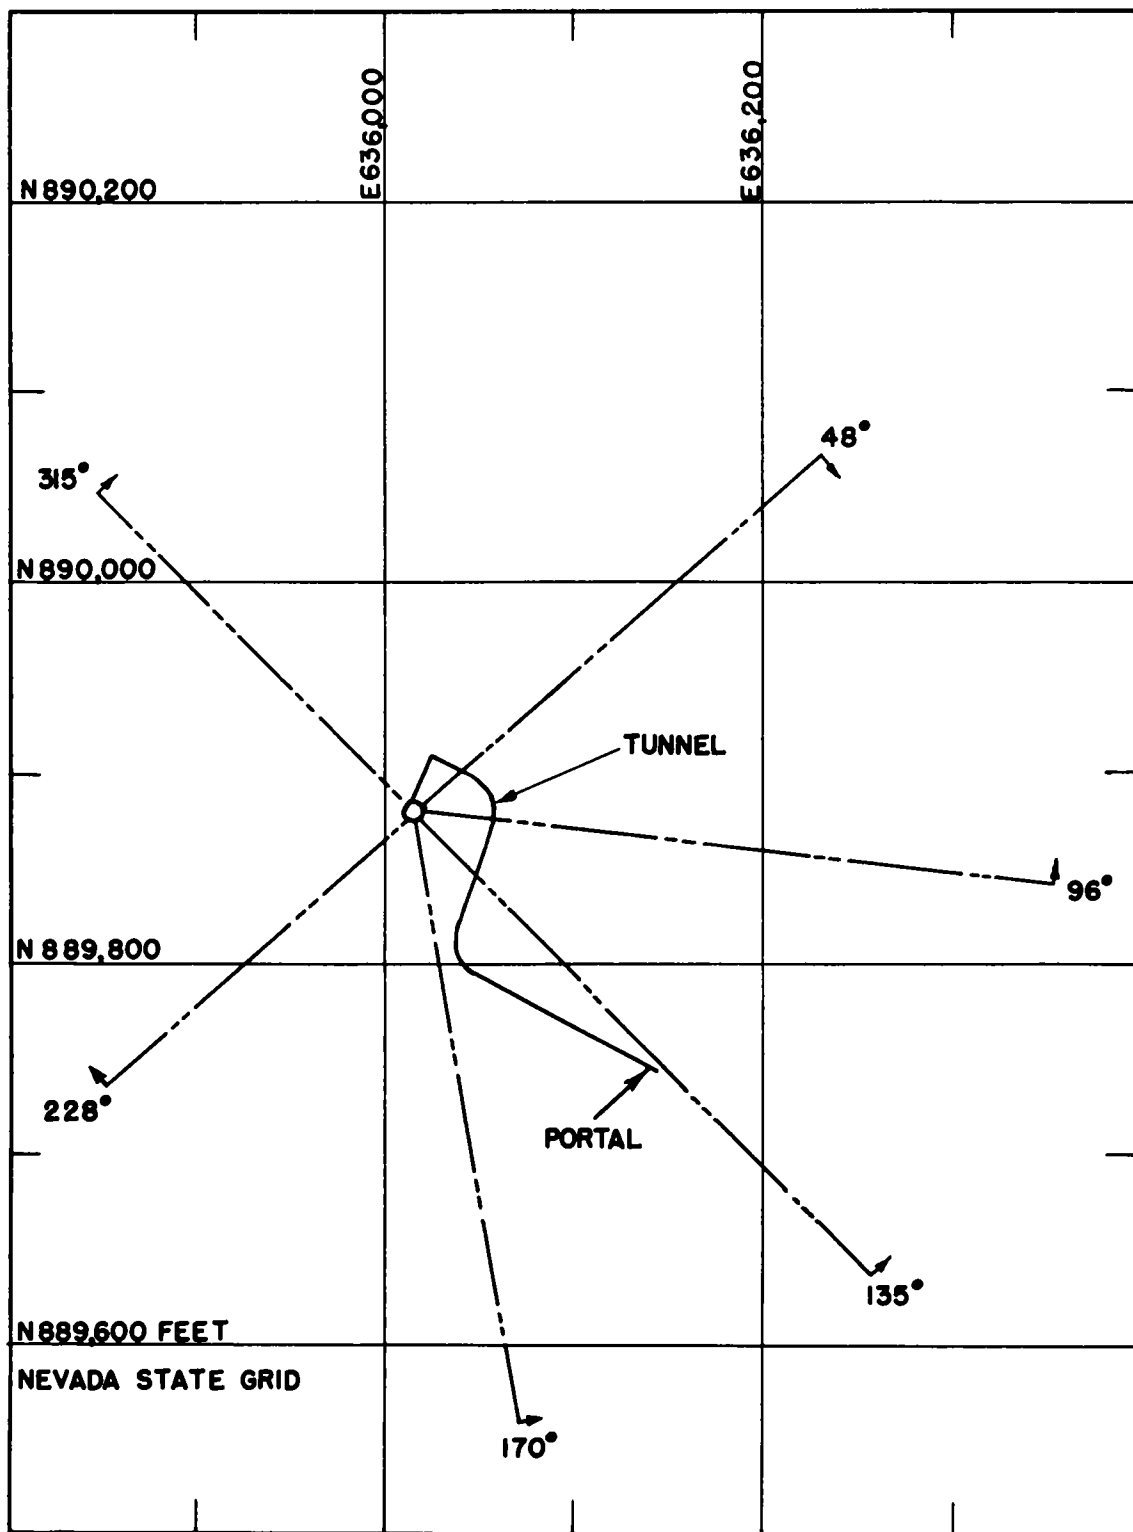 E636,000
E636,200
N890,200
48°
315°
N890,000
TUNNEL
96°
N889,800
228°
PORTAL
135°
N889,600 FEET
NEVADA STATE GRID
170°